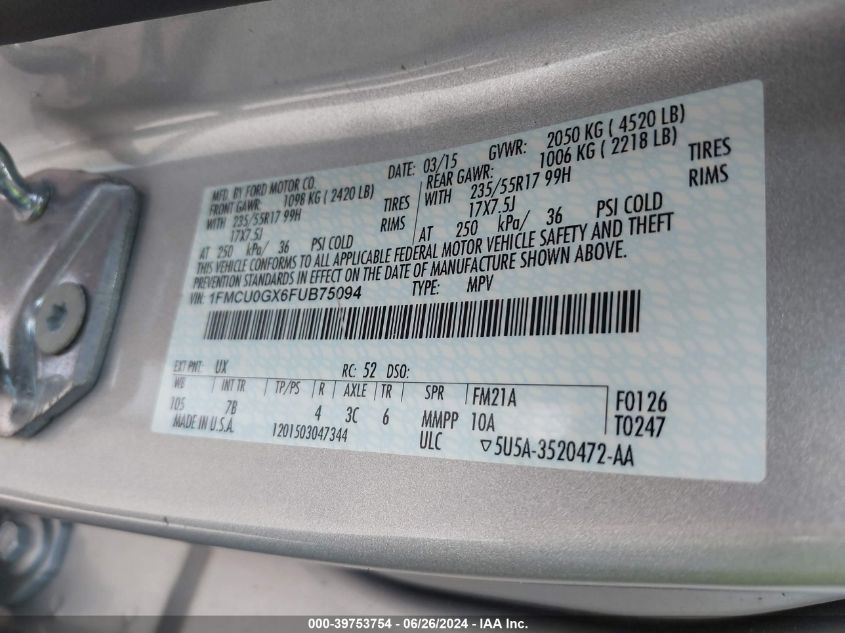 MFD. BY FORD MOTOR CO.
DATE: 03/15 GVWR: 2050 KG ( 4520 LB)
FRONT GAWR: 1098 KG ( 2420 LB) REAR GAWR: 1006 KG ( 2218 LB)
WITH 235/55R17 99H TIRES WITH 235/55R17 99H TIRES
17X7.5J RIMS 17X7.5J RIMS
AT 250 kPa/ 36 PSI COLD AT 250 kPa/ 36 PSI COLD
THIS VEHICLE CONFORMS TO ALL APPLICABLE FEDERAL MOTOR VEHICLE SAFETY AND THEFT
PREVENTION STANDARDS IN EFFECT ON THE DATE OF MANUFACTURE SHOWN ABOVE.
VIN: 1FMCU0GX6FUB75094 TYPE: MPV
EXT PNT: UX RC: 52 DSO:
WB INT TR TP/PS R AXLE TR SPR FM21A F0126
105 7B 4 3C 6 MMPP 10A T0247
MADE IN U.S.A. 1201503047344 ULC ▽5U5A-3520472-AA
000-39753754 - 06/26/2024 - IAA Inc.